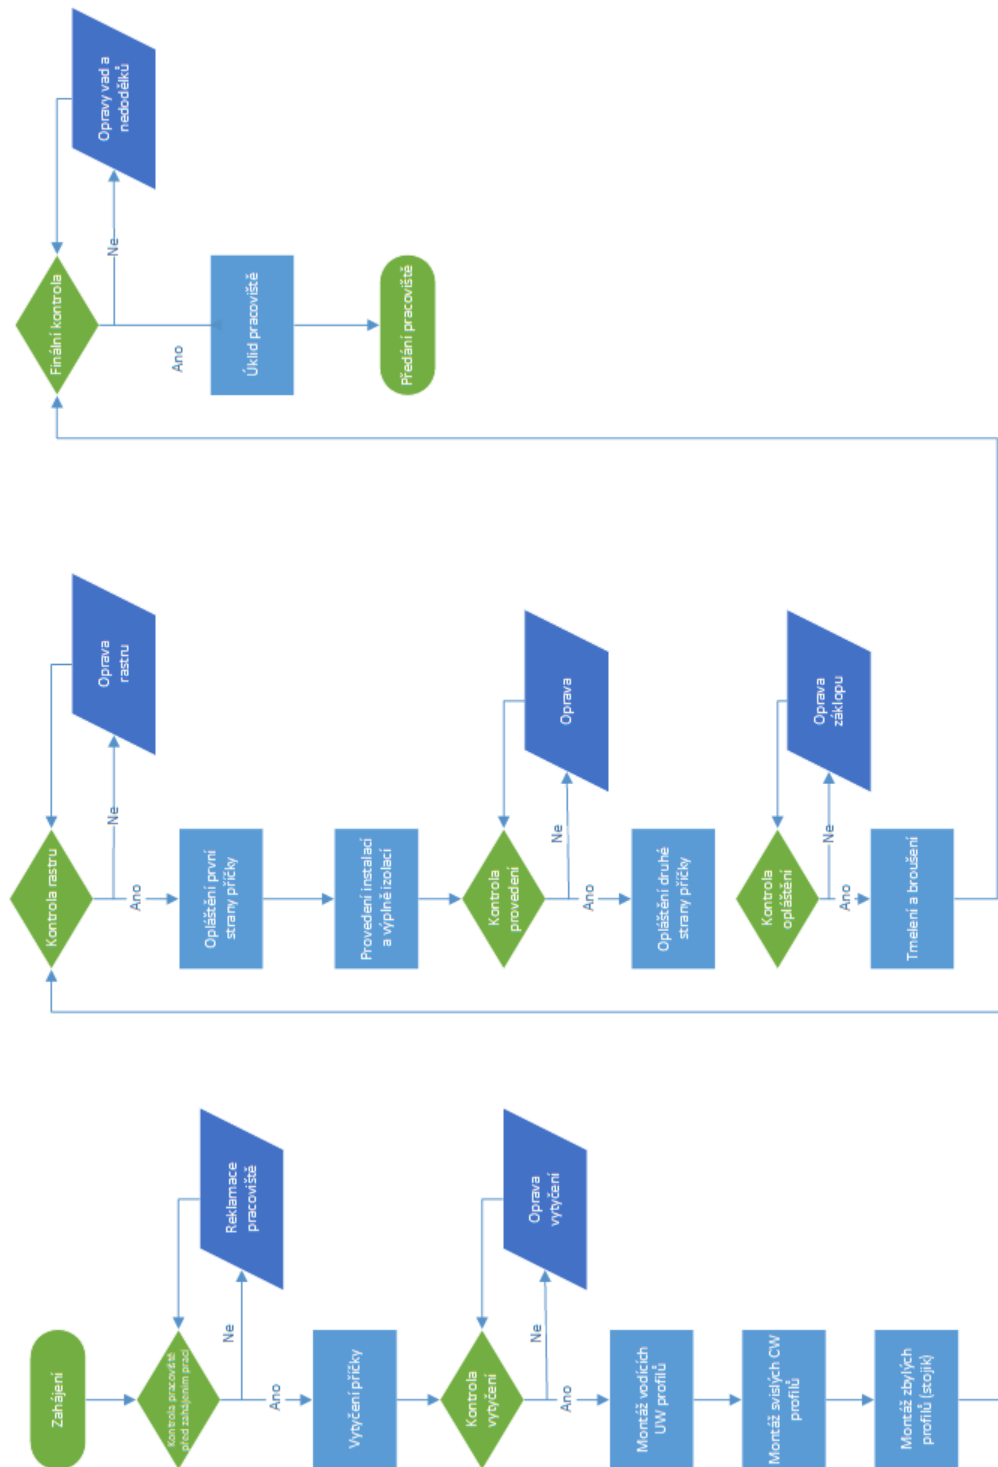 Zahájení
Kontrola pracoviště
před zahájením prací
Ne
Reklamace
pracoviště
Ano
Vytyčení příčky
Kontrola
vytyčení
Ne
Oprava
vytyčení
Ano
Montáž vodících
UW profilů
Montáž svislých CW
profilů
Montáž zbylých
profilů (stojik)
Kontrola rastru
Ne
Oprava
rastru
Ano
Opláštění první
strany příčky
Provedení instalací
a výplně izolací
Kontrola
provedení
Ne
Oprava
Ano
Opláštění druhé
strany příčky
Kontrola
opláštění
Ne
Oprava
záklopu
Ano
Tmelení a broušení
Finální kontrola
Ne
Opravy vad a
nedodělků
Ano
Úklid pracoviště
Předání pracoviště